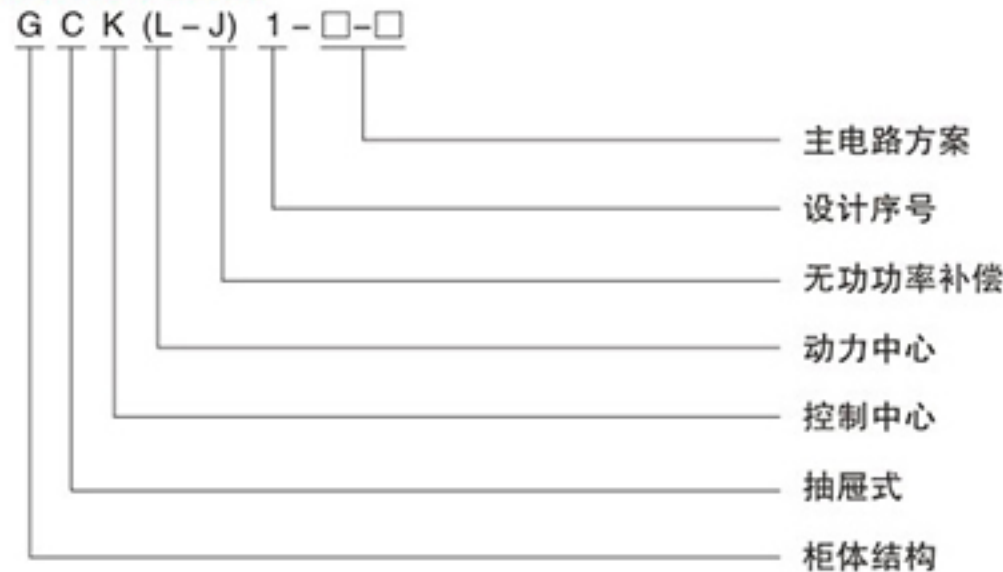 G C K (L-J) 1-□-□
主电路方案
设计序号
无功功率补偿
动力中心
控制中心
抽屉式
柜体结构